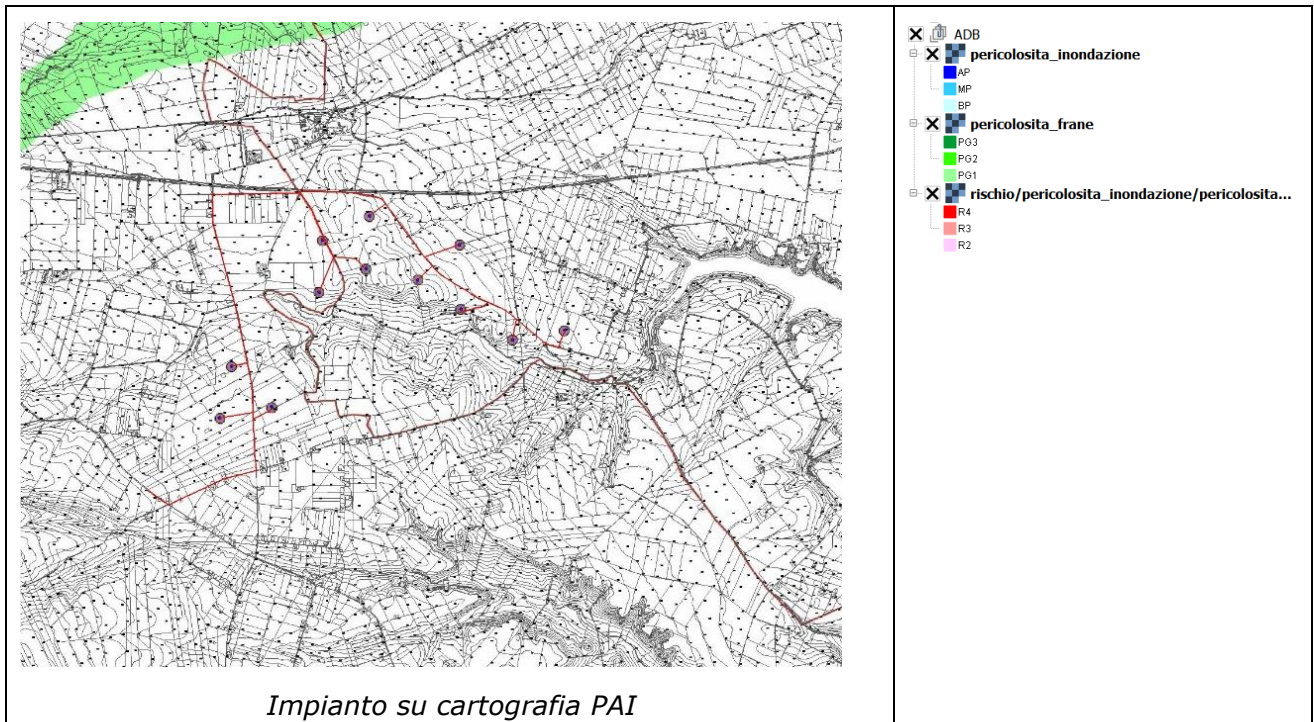 ADB
pericolosita_inondazione
AP
MP
BP
pericolosita_frane
PG3
PG2
PG1
rischio/pericolosita_inondazione/pericolosita...
R4
R3
R2
Impianto su cartografia PAI